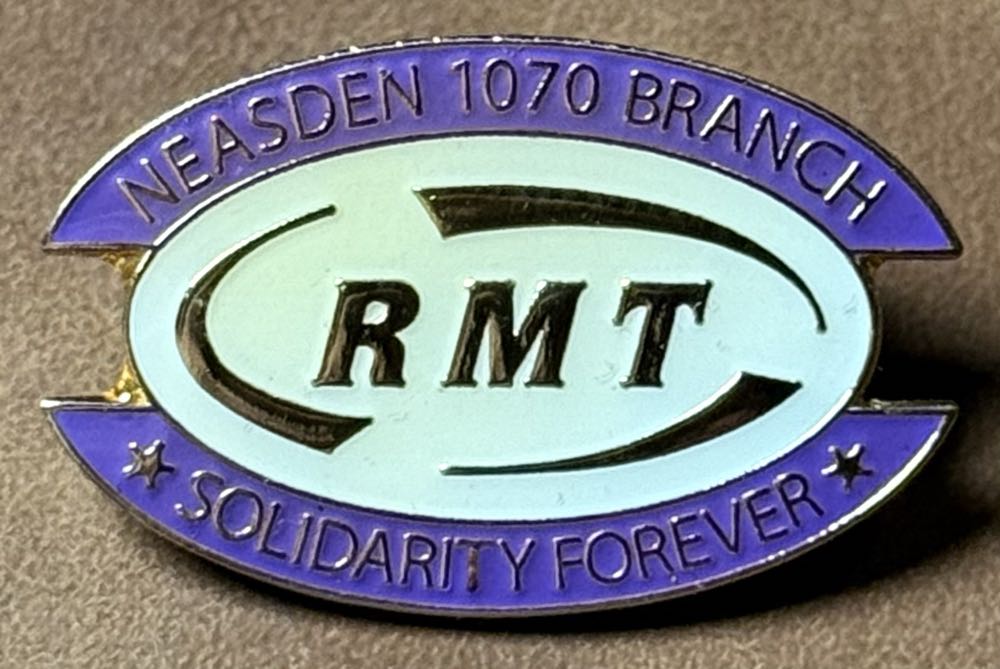 NEASDEN 1070 BRANCH
RMT
SOLIDARITY FOREVER